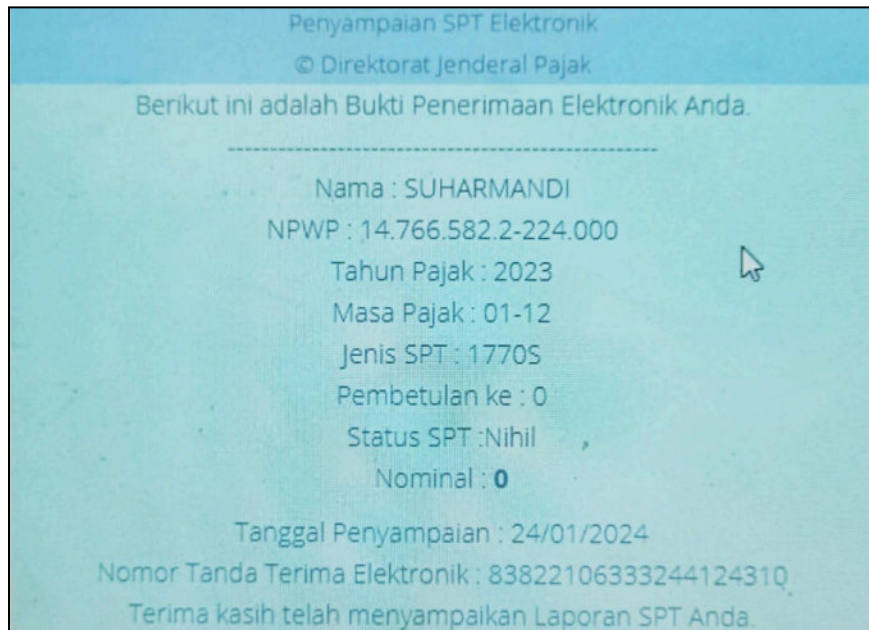 Penyampaian SPT Elektronik
© Direktorat Jenderal Pajak
Berikut ini adalah Bukti Penerimaan Elektronik Anda.
--------------------------------------------------
Nama : SUHARMANDI
NPWP : 14.766.582.2-224.000
Tahun Pajak : 2023
Masa Pajak : 01-12
Jenis SPT : 1770S
Pembetulan ke : 0
Status SPT :Nihil
Nominal : 0
Tanggal Penyampaian : 24/01/2024
Nomor Tanda Terima Elektronik : 83822106333244124310
Terima kasih telah menyampaikan Laporan SPT Anda.